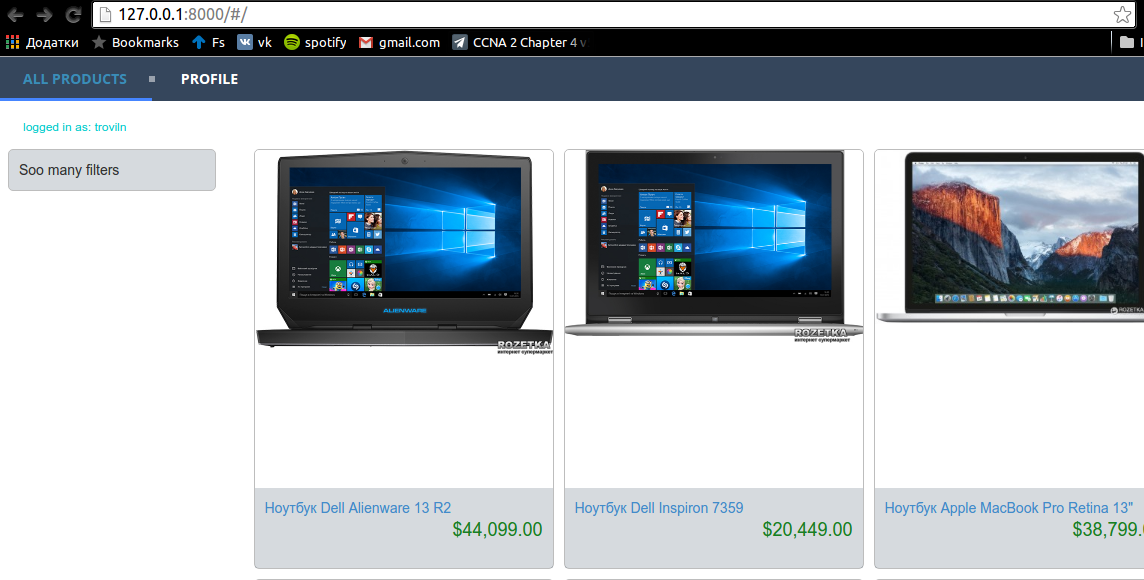 127.0.0.1:8000/#/
Додатки Bookmarks Fs vk spotify gmail.com CCNA 2 Chapter 4 v
ALL PRODUCTS PROFILE
logged in as: troviln
Soo many filters
ALIENWARE
ROZETKA
интернет супермаркет
ROZETKA
интернет супермаркет
ROZETKA
Ноутбук Dell Alienware 13 R2
$44,099.00
Ноутбук Dell Inspiron 7359
$20,449.00
Ноутбук Apple MacBook Pro Retina 13"
$38,799.